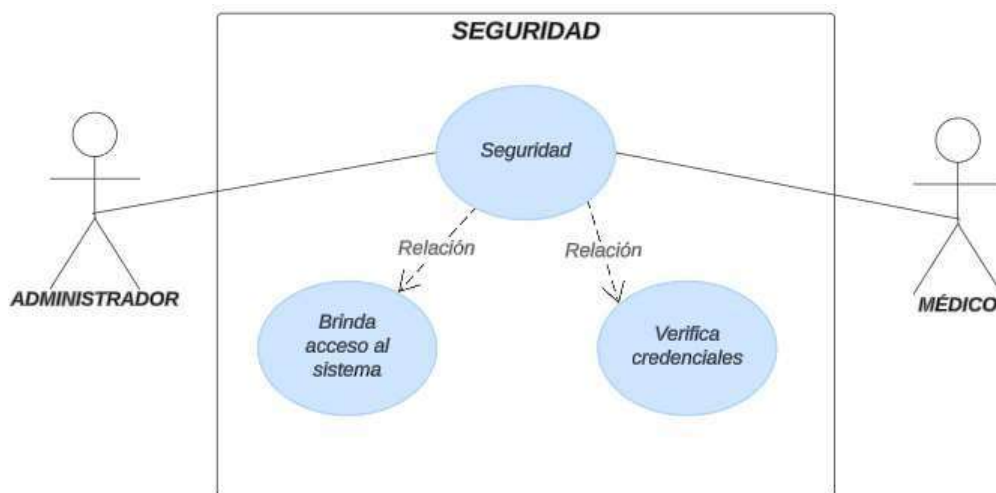 SEGURIDAD
Seguridad
Relación
Relación
ADMINISTRADOR
MÉDICO
Brinda
acceso al
sistema
Verifica
credenciales